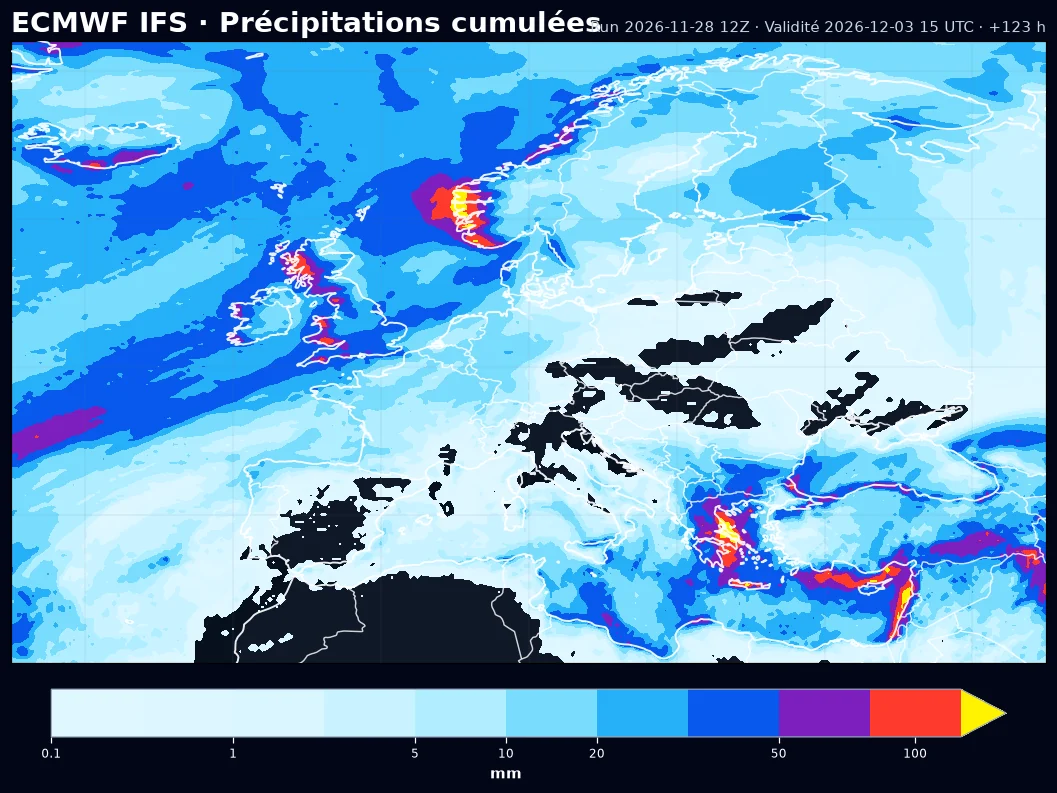 ECMWF IFS · Précipitations cumulées
Run 2026-11-28 12Z · Validité 2026-12-03 15 UTC · +123 h
0.1 1 5 10 20 50 100
mm